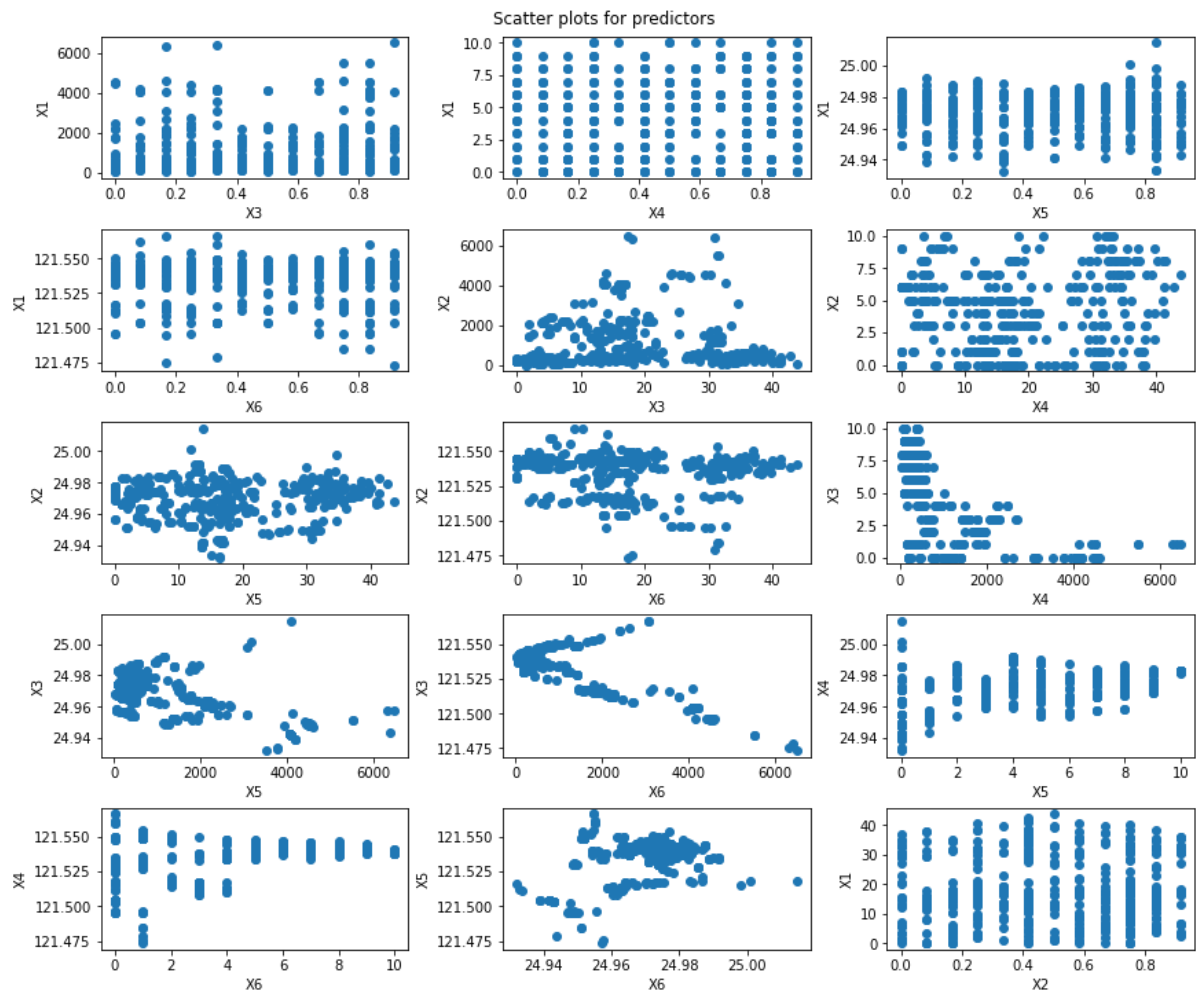 Scatter plots for predictors
6000
4000
2000
0
X1
0.0 0.2 0.4 0.6 0.8
X3
10.0
7.5
5.0
2.5
0.0
X1
0.0 0.2 0.4 0.6 0.8
X4
25.00
24.98
24.96
24.94
X1
0.0 0.2 0.4 0.6 0.8
X5
121.550
121.525
121.500
121.475
X1
0.0 0.2 0.4 0.6 0.8
X6
6000
4000
2000
0
X2
0 10 20 30 40
X3
10.0
7.5
5.0
2.5
0.0
X2
0 10 20 30 40
X4
25.00
24.98
24.96
24.94
X2
0 10 20 30 40
X5
121.550
121.525
121.500
121.475
X2
0 10 20 30 40
X6
10.0
7.5
5.0
2.5
0.0
X3
0 2000 4000 6000
X4
25.00
24.98
24.96
24.94
X3
0 2000 4000 6000
X5
121.550
121.525
121.500
121.475
X3
0 2000 4000 6000
X6
25.00
24.98
24.96
24.94
X4
0 2 4 6 8 10
X5
121.550
121.525
121.500
121.475
X4
0 2 4 6 8 10
X6
121.550
121.525
121.500
121.475
X5
24.94 24.96 24.98 25.00
X6
40
30
20
10
0
X1
0.0 0.2 0.4 0.6 0.8
X2